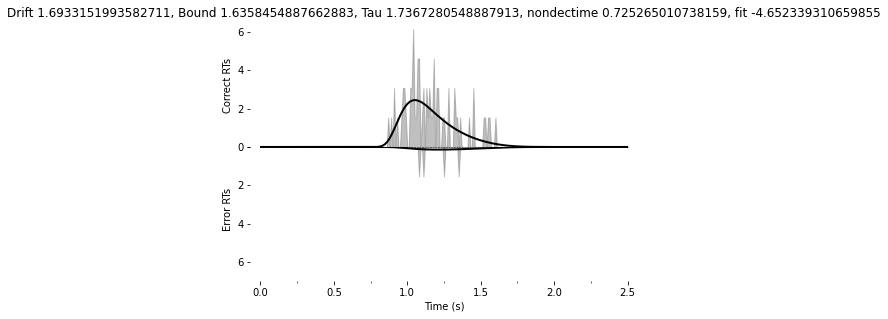 Drift 1.6933151993582711, Bound 1.6358454887662883, Tau 1.7367280548887913, nondectime 0.725265010738159, fit -4.652339310659855
6
4
Correct RTs
2
0
2
Error RTs
4
6
0.0 0.5 1.0 1.5 2.0 2.5
Time (s)